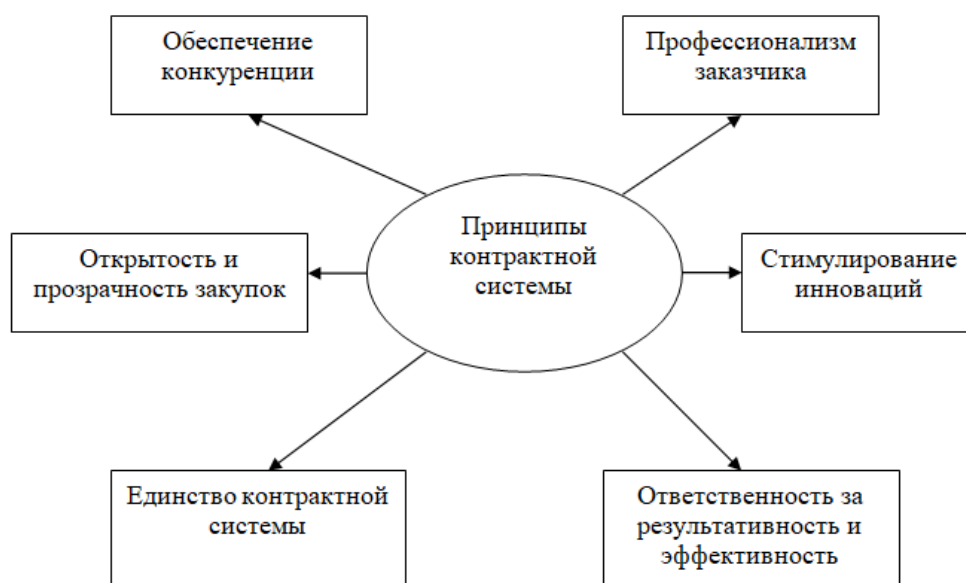 Обеспечение
конкуренции
Профессионализм
заказчика
Принципы
контрактной
системы
Открытость и
прозрачность закупок
Стимулирование
инноваций
Единство контрактной
системы
Ответственность за
результативность и
эффективность